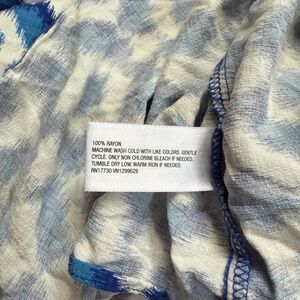 100% RAYON
MACHINE WASH COLD WITH LIKE COLORS, GENTLE
CYCLE. ONLY NON CHLORINE BLEACH IF NEEDED.
TUMBLE DRY LOW. WARM IRON IF NEEDED.
RN17730 VN1299629